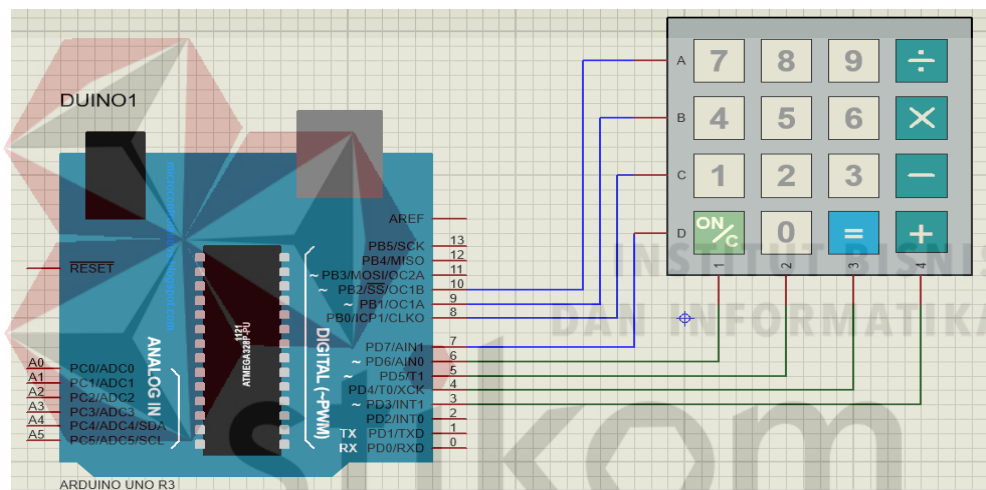 DUINO1
microcontrollerelectronics.blogspot.com
AREF
RESET
PB5/SCK 13
PB4/MISO 12
~ PB3/MOSI/OC2A 11
~ PB2/SS/OC1B 10
~ PB1/OC1A 9
PB0/ICP1/CLKO 8
PD7/AIN1 7
~ PD6/AIN0 6
~ PD5/T1 5
PD4/T0/XCK 4
~ PD3/INT1 3
PD2/INT0 2
TX PD1/TXD 1
RX PD0/RXD 0
DIGITAL (~PWM)
1121
ATMEGA328P-PU
ANALOG IN
A0 PC0/ADC0
A1 PC1/ADC1
A2 PC2/ADC2
A3 PC3/ADC3
A4 PC4/ADC4/SDA
A5 PC5/ADC5/SCL
ARDUINO UNO R3
A 7 8 9 ÷
B 4 5 6 ×
C 1 2 3 −
D ON/C 0 = +
1 2 3 4
INSTITUT BISNIS
DAN INFORMATIKA
stikom